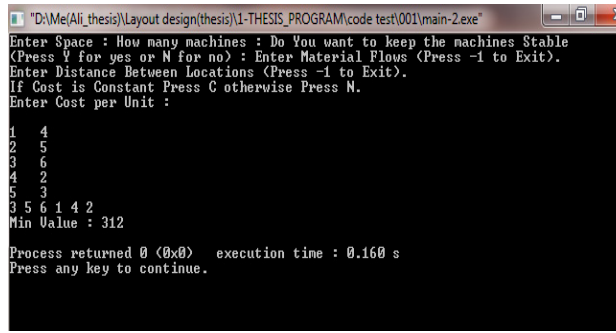 "D:\Me(Ali_thesis)\Layout design(thesis)\1-THESIS_PROGRAM\code test\001\main-2.exe"
Enter Space : How many machines : Do You want to keep the machines Stable
(Press Y for yes or N for no) : Enter Material Flows (Press -1 to Exit).
Enter Distance Between Locations (Press -1 to Exit).
If Cost is Constant Press C otherwise Press N.
Enter Cost per Unit :
1 4
2 5
3 6
4 2
5 3
3 5 6 1 4 2
Min Value : 312
Process returned 0 (0x0) execution time : 0.160 s
Press any key to continue.